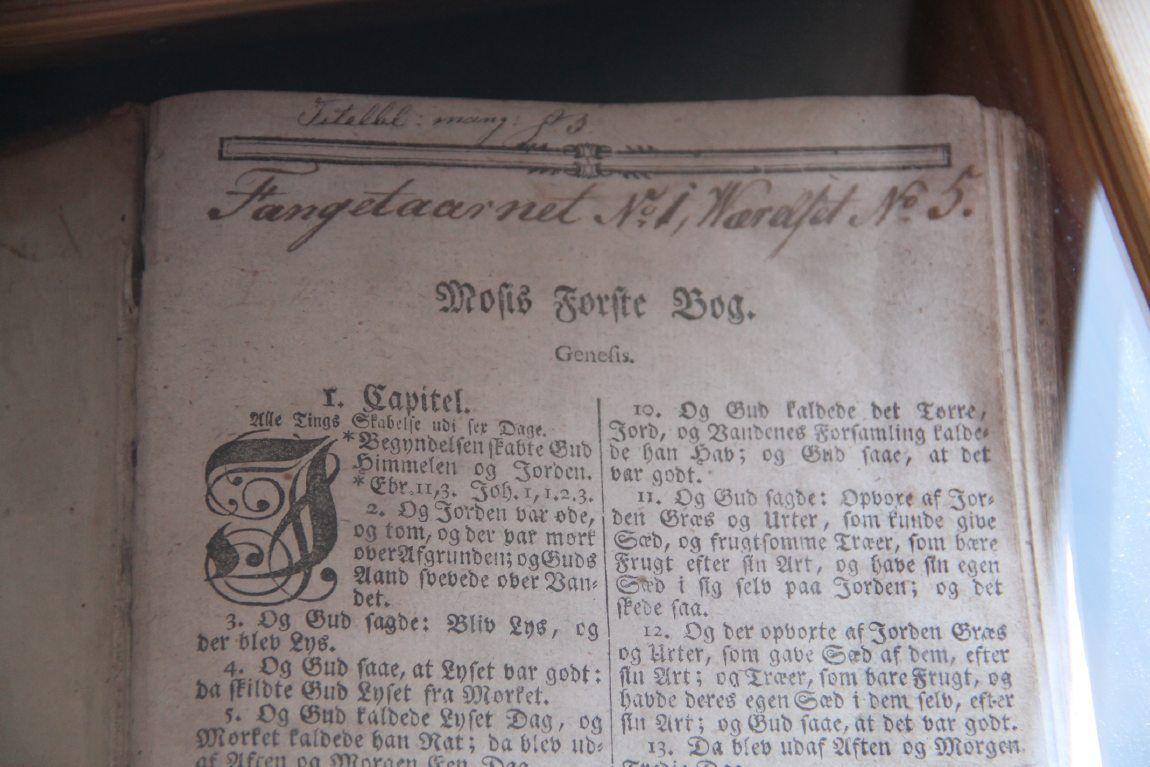 Titelbl: mang:
Fangetaarnet No 1, No 5.
Mosis Første Bog.
Genesis.
1. Capitel.
Alle Tings Skabelse udi sex Dage.
I *Begyndelsen skabte Gud
Himmelen og Jorden.
* Ebr. 11, 3. Joh. 1, 1. 2. 3.
2. Og Jorden var øde,
og tom, og der var mørkt
over Afgrunden; og Guds
Aand svevede over Van-
det.
3. Og Gud sagde: Bliv Lys, og
der blev Lys.
4. Og Gud saae, at Lyset var godt:
da skildte Gud Lyset fra Mørket.
5. Og Gud kaldede Lyset Dag, og
Mørket kaldede han Nat; da blev ud-
af Aften og Morgen Een Dag.
10. Og Gud kaldede det Tørre,
Jord, og Vandenes Forsamling kalde-
de han Hav; og Gud saae, at det
var godt.
11. Og Gud sagde: Opvoxe af Jor-
den Græs og Urter, som kunde give
Sæd, og frugtsomme Træer, som bære
Frugt efter sin Art, og have sin egen
Sæd i sig selv paa Jorden; og det
skede saa.
12. Og der opvoxte af Jorden Græs
og Urter, som gave Sæd af dem, efter
sin Art; og Træer, som bare Frugt, og
havde deres egen Sæd i dem selv, efter
sin Art; og Gud saae, at det var godt.
13. Da blev udaf Aften og Morgen
Tredie Dag.